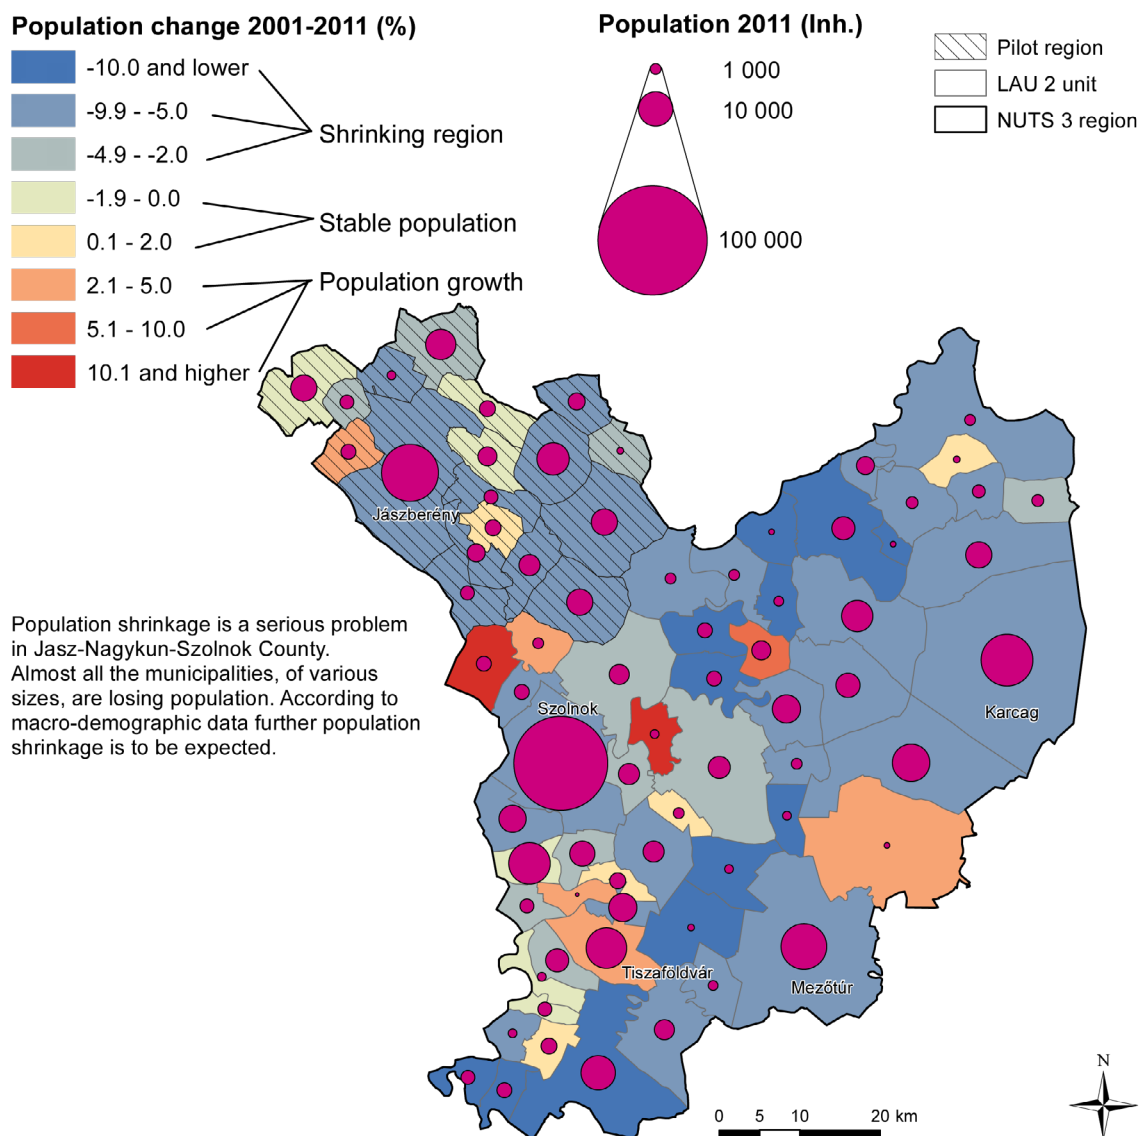 Population change 2001-2011 (%)
-10.0 and lower
-9.9 - -5.0
-4.9 - -2.0
-1.9 - 0.0
0.1 - 2.0
2.1 - 5.0
5.1 - 10.0
10.1 and higher
Shrinking region
Stable population
Population growth
Population 2011 (Inh.)
1 000
10 000
100 000
Pilot region
LAU 2 unit
NUTS 3 region
Jászberény
Population shrinkage is a serious problem
in Jasz-Nagykun-Szolnok County.
Almost all the municipalities, of various
sizes, are losing population. According to
macro-demographic data further population
shrinkage is to be expected.
Szolnok
Karcag
Tiszaföldvár
Mezőtúr
N
0 5 10 20 km